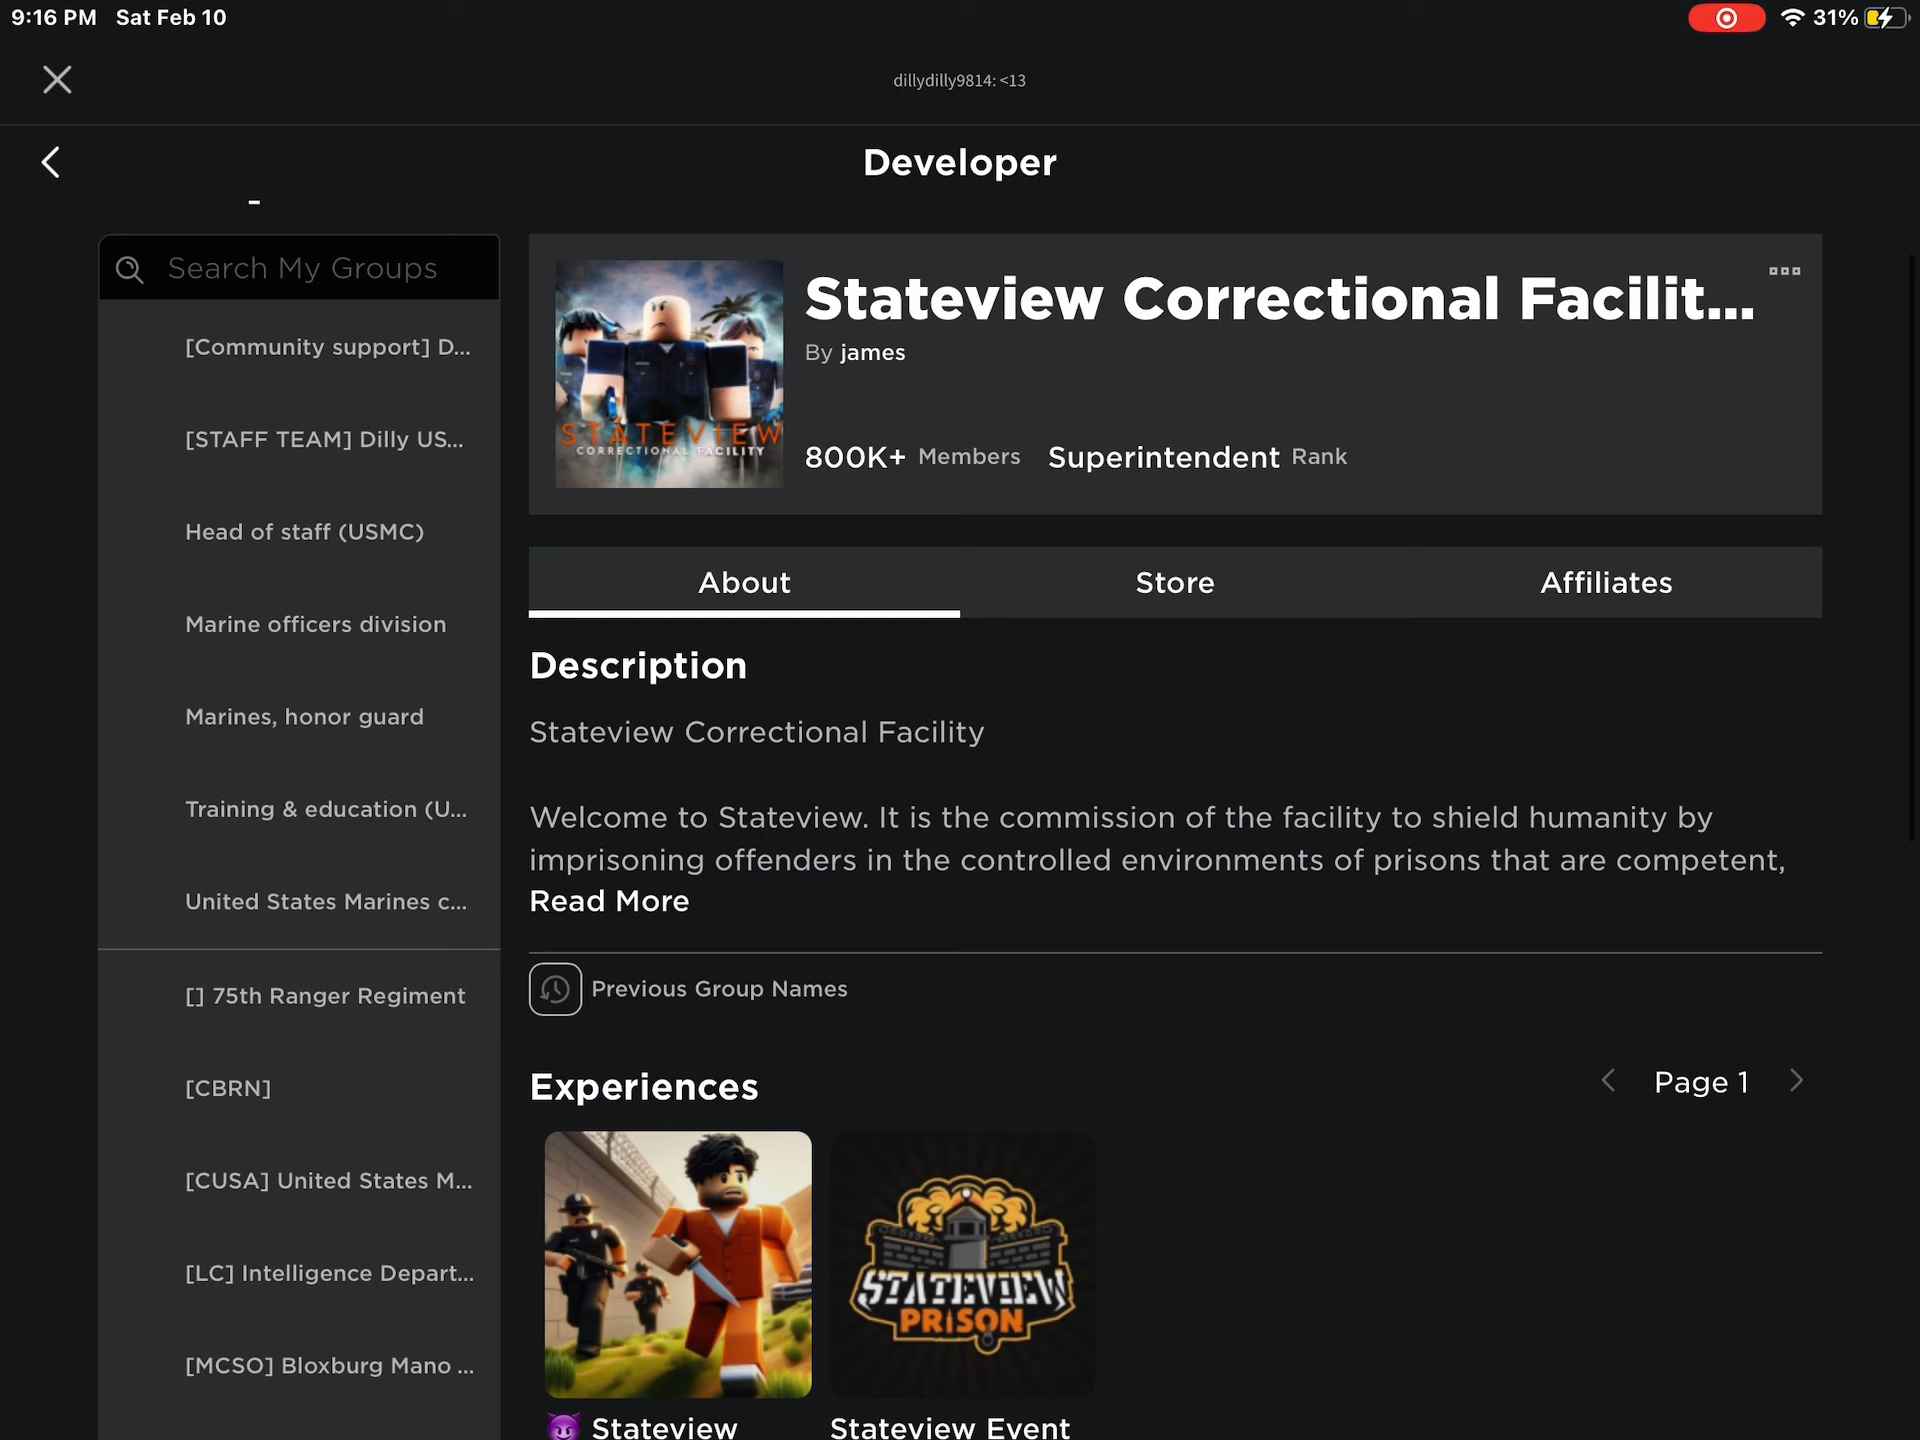 9:16 PM Sat Feb 10
31%
dillydilly9814: <13
Developer
Search My Groups
[Community support] D...
[STAFF TEAM] Dilly US...
Head of staff (USMC)
Marine officers division
Marines, honor guard
Training & education (U...
United States Marines c...
[] 75th Ranger Regiment
[CBRN]
[CUSA] United States M...
[LC] Intelligence Depart...
[MCSO] Bloxburg Mano ...
STATEVIEW
CORRECTIONAL FACILITY
Stateview Correctional Facilit...
By james
800K+ Members Superintendent Rank
About Store Affiliates
Description
Stateview Correctional Facility
Welcome to Stateview. It is the commission of the facility to shield humanity by
imprisoning offenders in the controlled environments of prisons that are competent,
Read More
Previous Group Names
Experiences
Page 1
STATEVIEW
PRISON
😈 Stateview
Stateview Event